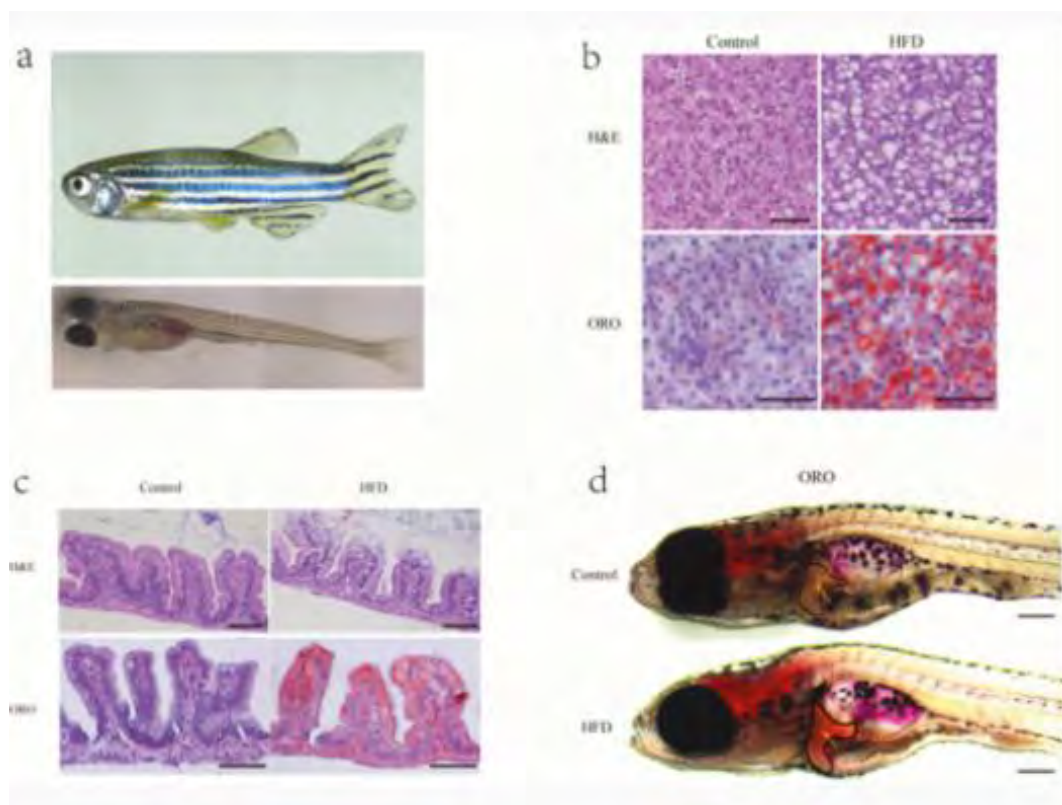 a
b
Control HFD
H&E
ORO
c
Control HFD
H&E
ORO
d
ORO
Control
HFD